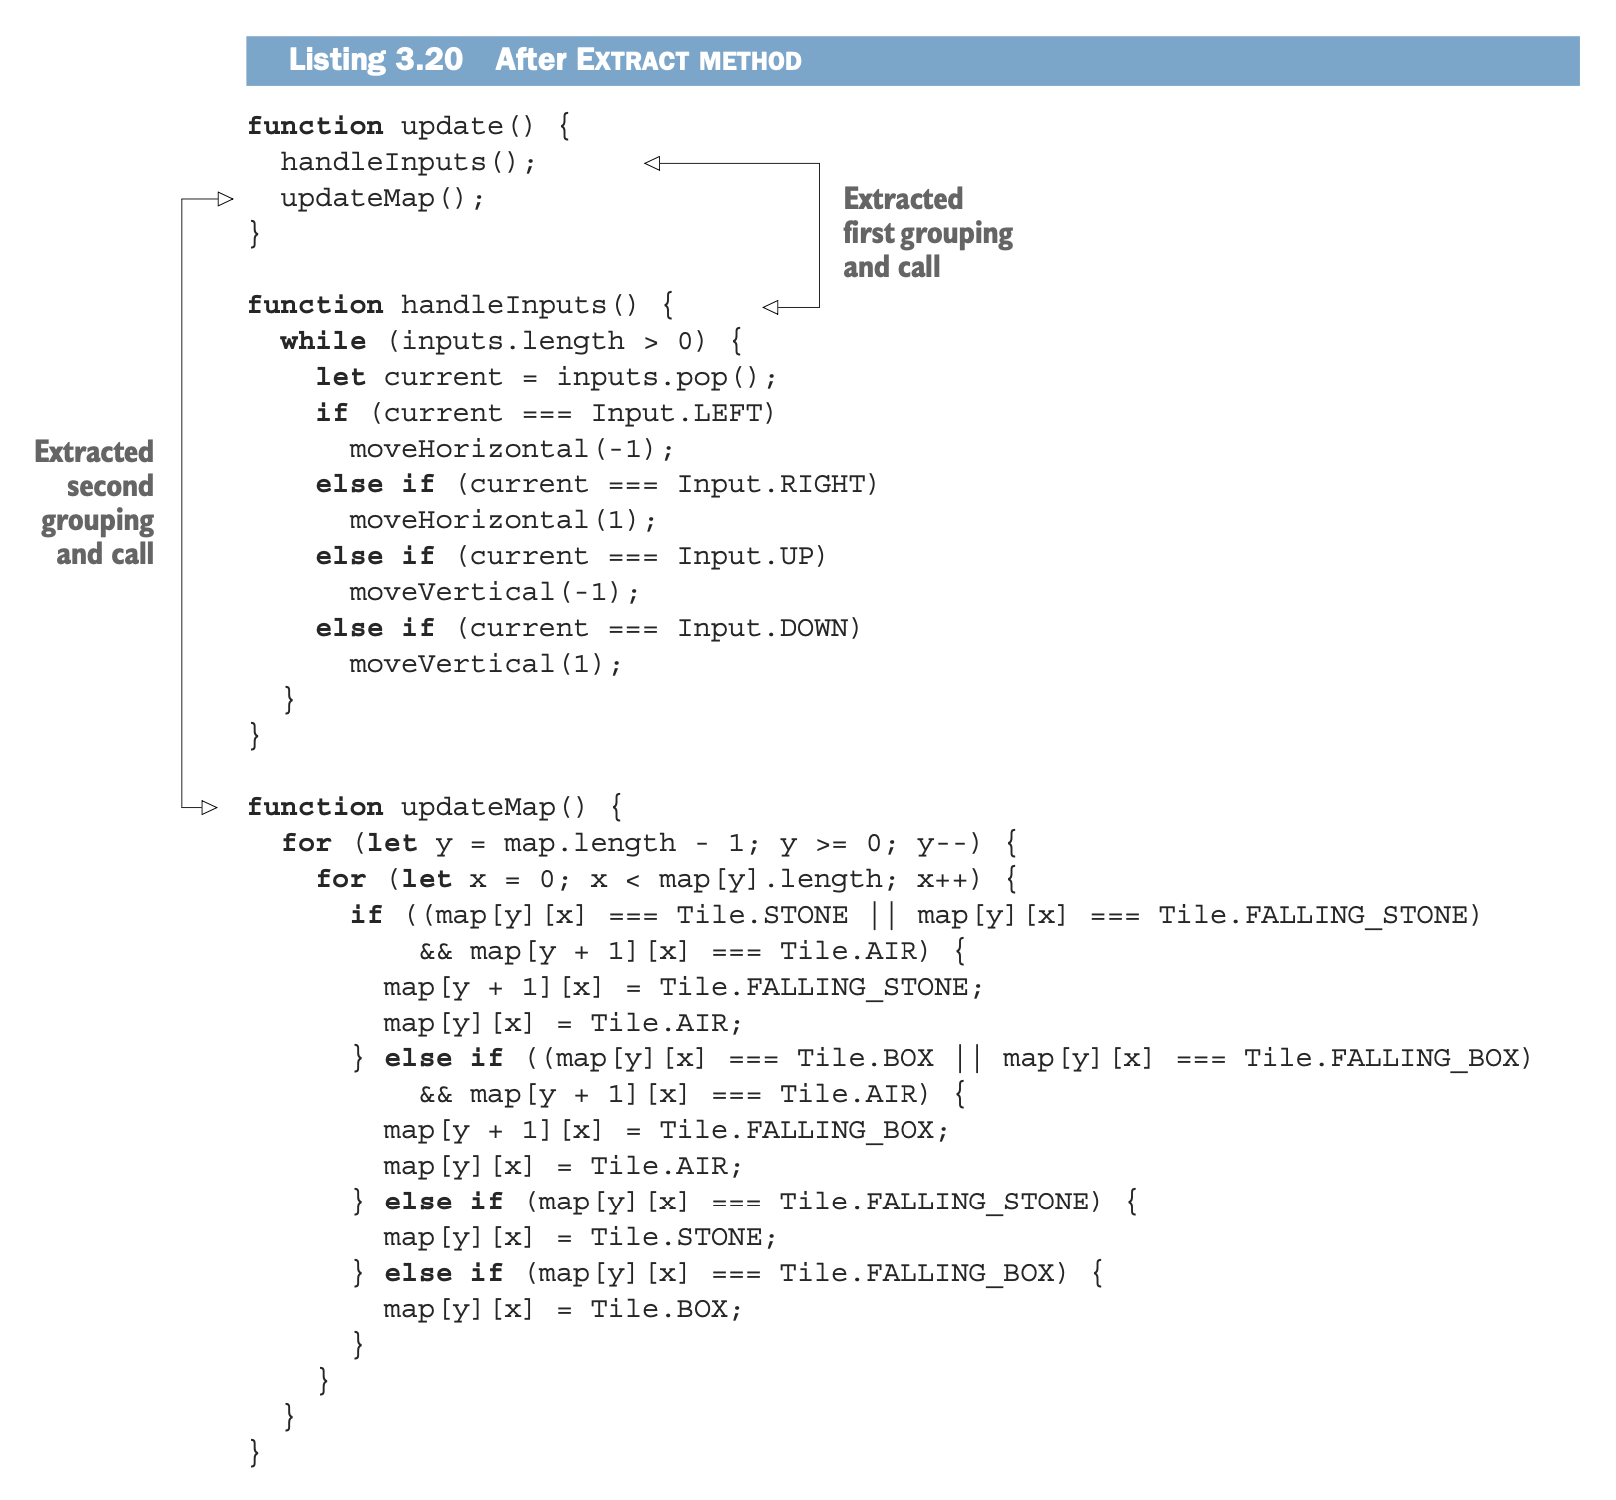 Listing 3.20 After EXTRACT METHOD
function update() {
  handleInputs();
  updateMap();
}
Extracted
first grouping
and call
function handleInputs() {
  while (inputs.length > 0) {
    let current = inputs.pop();
    if (current === Input.LEFT)
      moveHorizontal(-1);
    else if (current === Input.RIGHT)
      moveHorizontal(1);
    else if (current === Input.UP)
      moveVertical(-1);
    else if (current === Input.DOWN)
      moveVertical(1);
  }
}
Extracted
second
grouping
and call
function updateMap() {
  for (let y = map.length - 1; y >= 0; y--) {
    for (let x = 0; x < map[y].length; x++) {
      if ((map[y][x] === Tile.STONE || map[y][x] === Tile.FALLING_STONE)
          && map[y + 1][x] === Tile.AIR) {
        map[y + 1][x] = Tile.FALLING_STONE;
        map[y][x] = Tile.AIR;
      } else if ((map[y][x] === Tile.BOX || map[y][x] === Tile.FALLING_BOX)
          && map[y + 1][x] === Tile.AIR) {
        map[y + 1][x] = Tile.FALLING_BOX;
        map[y][x] = Tile.AIR;
      } else if (map[y][x] === Tile.FALLING_STONE) {
        map[y][x] = Tile.STONE;
      } else if (map[y][x] === Tile.FALLING_BOX) {
        map[y][x] = Tile.BOX;
      }
    }
  }
}